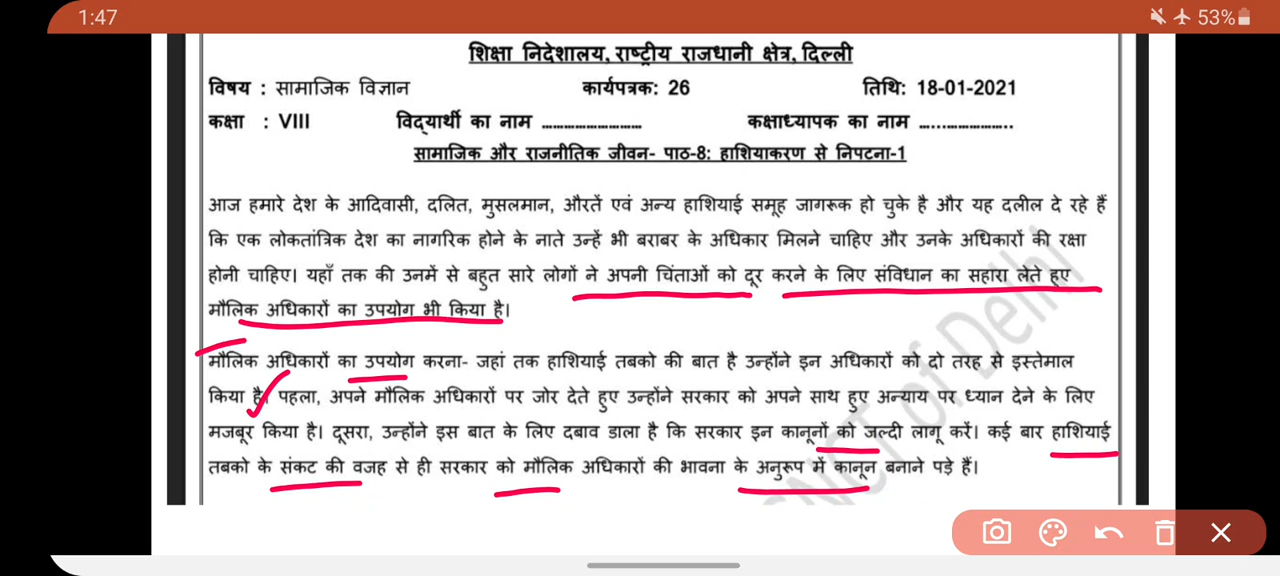 1:47 53%
शिक्षा निदेशालय, राष्ट्रीय राजधानी क्षेत्र, दिल्ली
विषय : सामाजिक विज्ञान कार्यपत्रक: 26 तिथि: 18-01-2021
कक्षा : VIII विद्यार्थी का नाम ........................ कक्षाध्यापक का नाम ........................
सामाजिक और राजनीतिक जीवन- पाठ-8: हाशियाकरण से निपटना-1
आज हमारे देश के आदिवासी, दलित, मुसलमान, औरतें एवं अन्य हाशियाई समूह जागरूक हो चुके है और यह दलील दे रहे हैं
कि एक लोकतांत्रिक देश का नागरिक होने के नाते उन्हें भी बराबर के अधिकार मिलने चाहिए और उनके अधिकारों की रक्षा
होनी चाहिए। यहाँ तक की उनमें से बहुत सारे लोगों ने अपनी चिंताओं को दूर करने के लिए संविधान का सहारा लेते हुए
मौलिक अधिकारों का उपयोग भी किया है।
मौलिक अधिकारों का उपयोग करना- जहां तक हाशियाई तबको की बात है उन्होंने इन अधिकारों को दो तरह से इस्तेमाल
किया है। पहला, अपने मौलिक अधिकारों पर जोर देते हुए उन्होंने सरकार को अपने साथ हुए अन्याय पर ध्यान देने के लिए
मजबूर किया है। दूसरा, उन्होंने इस बात के लिए दबाव डाला है कि सरकार इन कानूनों को जल्दी लागू करें। कई बार हाशियाई
तबको के संकट की वजह से ही सरकार को मौलिक अधिकारों की भावना के अनुरूप में कानून बनाने पड़े हैं।
GNCT of Delhi